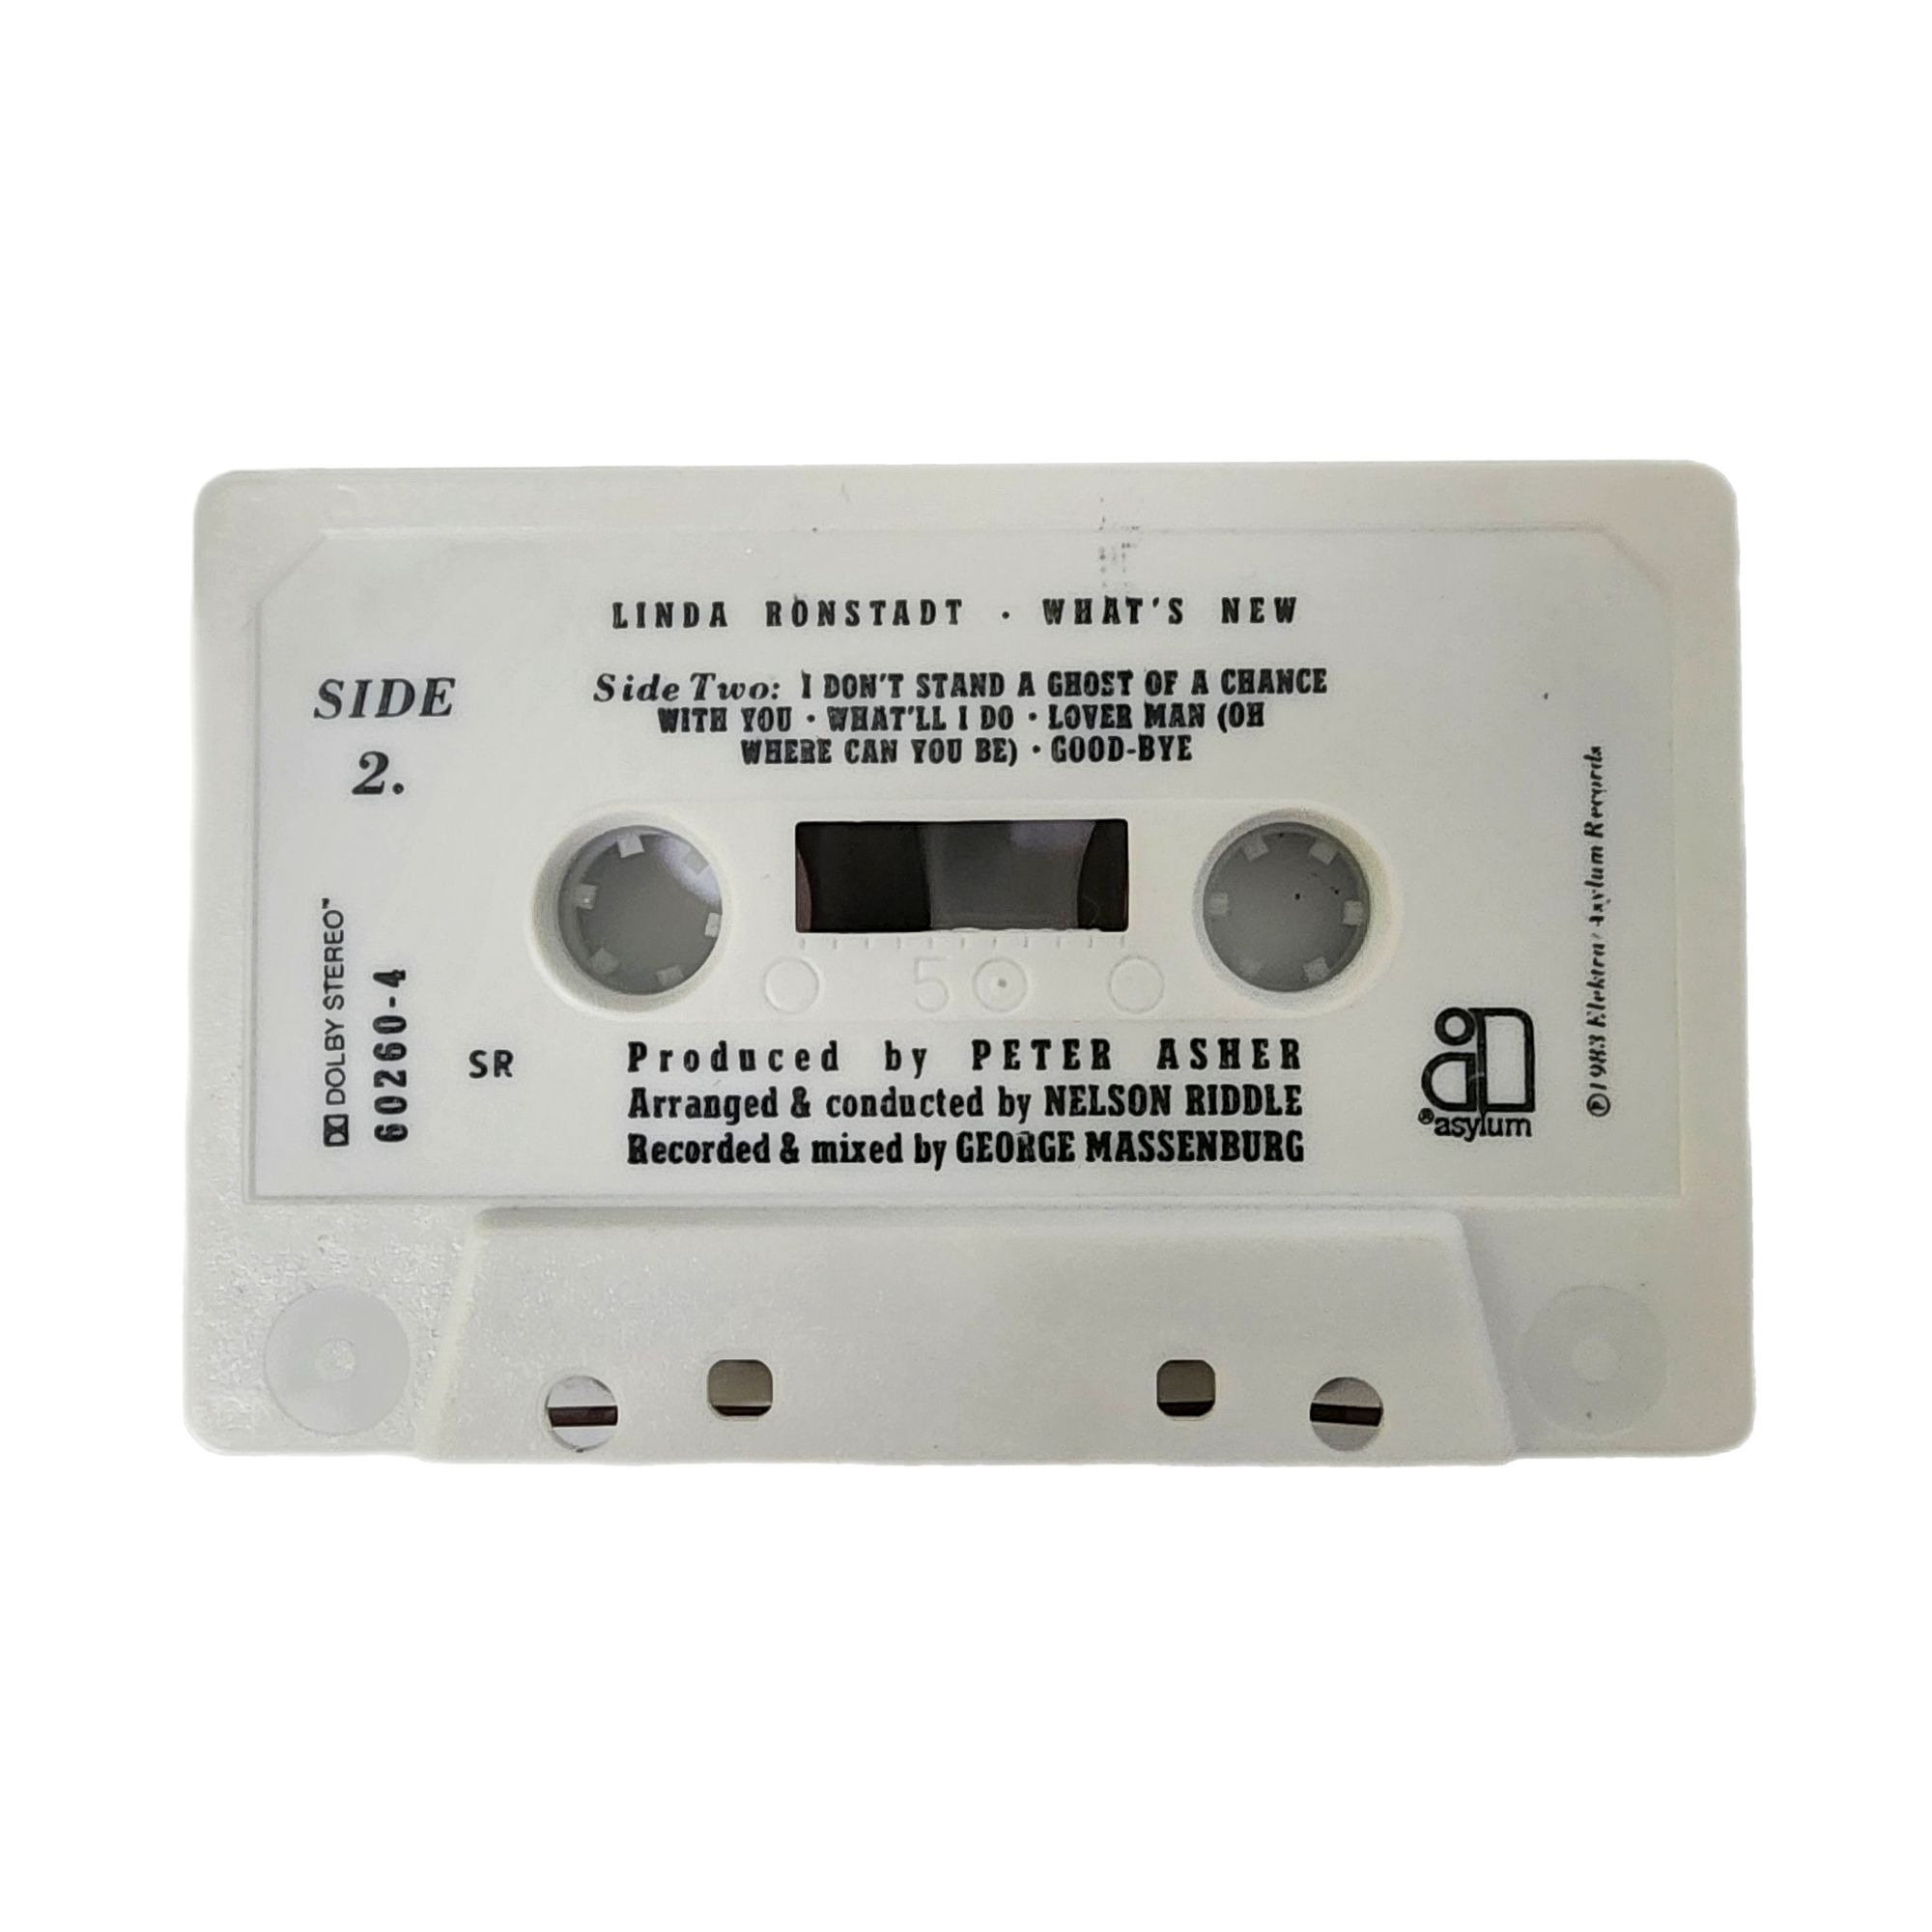 LINDA RONSTADT · WHAT'S NEW
SIDE
2.
Side Two: I DON'T STAND A GHOST OF A CHANCE
WITH YOU · WHAT'LL I DO · LOVER MAN (OH
WHERE CAN YOU BE) · GOOD-BYE
DOLBY STEREO™
60260-4
SR
5
Produced by PETER ASHER
Arranged & conducted by NELSON RIDDLE
Recorded & mixed by GEORGE MASSENBURG
®asylum
℗1983 Elektra/Asylum Records